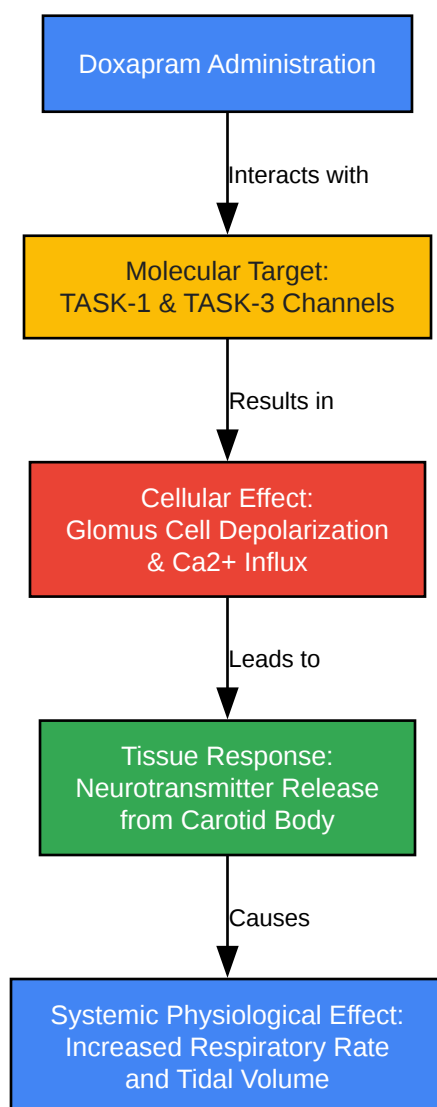 Doxapram Administration
Interacts with
Molecular Target:
TASK-1 & TASK-3 Channels
Results in
Cellular Effect:
Glomus Cell Depolarization
& Ca2+ Influx
Leads to
Tissue Response:
Neurotransmitter Release
from Carotid Body
Causes
Systemic Physiological Effect:
Increased Respiratory Rate
and Tidal Volume